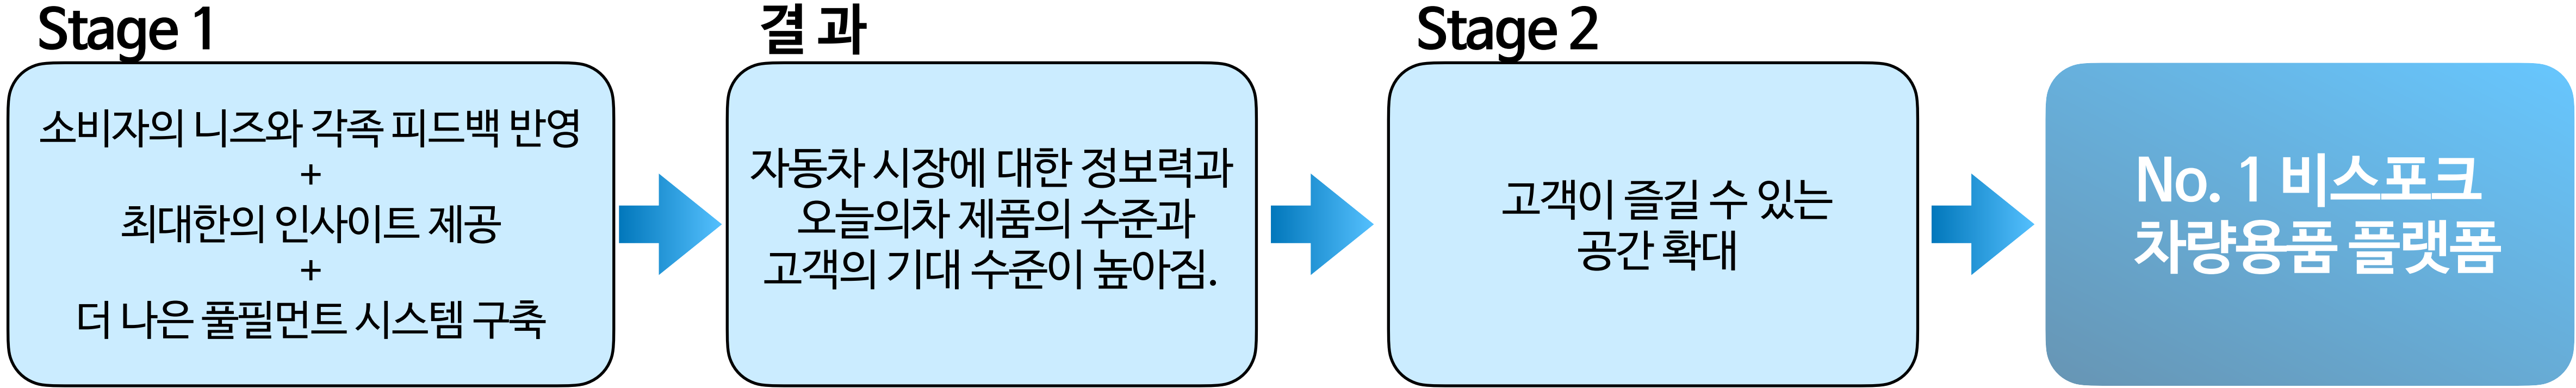 Stage 1
소비자의 니즈와 각족 피드백 반영
+
최대한의 인사이트 제공
+
더 나은 풀필먼트 시스템 구축
결 과
자동차 시장에 대한 정보력과
오늘의차 제품의 수준과
고객의 기대 수준이 높아짐.
Stage 2
고객이 즐길 수 있는
공간 확대
No. 1 비스포크
차량용품 플랫폼